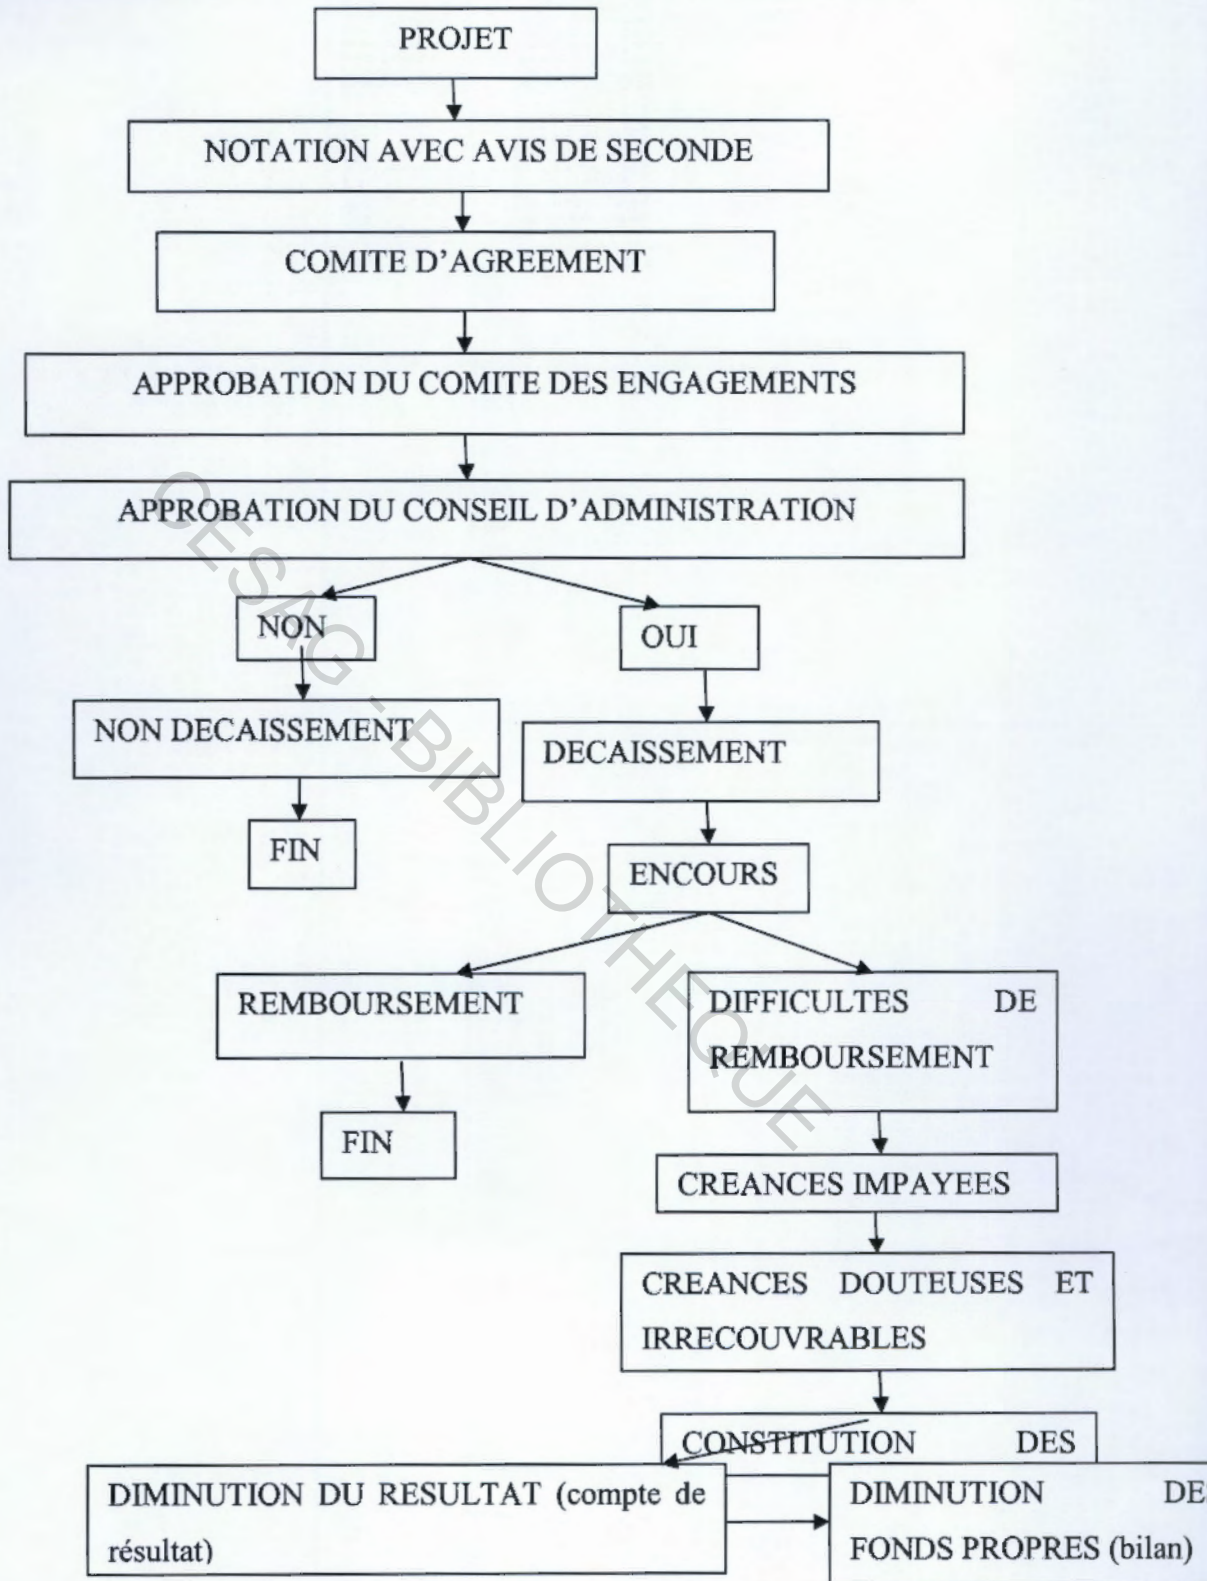 PROJET
NOTATION AVEC AVIS DE SECONDE
COMITE D'AGREEMENT
APPROBATION DU COMITE DES ENGAGEMENTS
APPROBATION DU CONSEIL D'ADMINISTRATION
NON
OUI
NON DECAISSEMENT
DECAISSEMENT
FIN
ENCOURS
REMBOURSEMENT
DIFFICULTES DE
REMBOURSEMENT
FIN
CREANCES IMPAYEES
CREANCES DOUTEUSES ET
IRRECOUVRABLES
CONSTITUTION DES
DIMINUTION DU RESULTAT (compte de
résultat)
DIMINUTION DE
FONDS PROPRES (bilan)
CESAG - BIBLIOTHEQUE